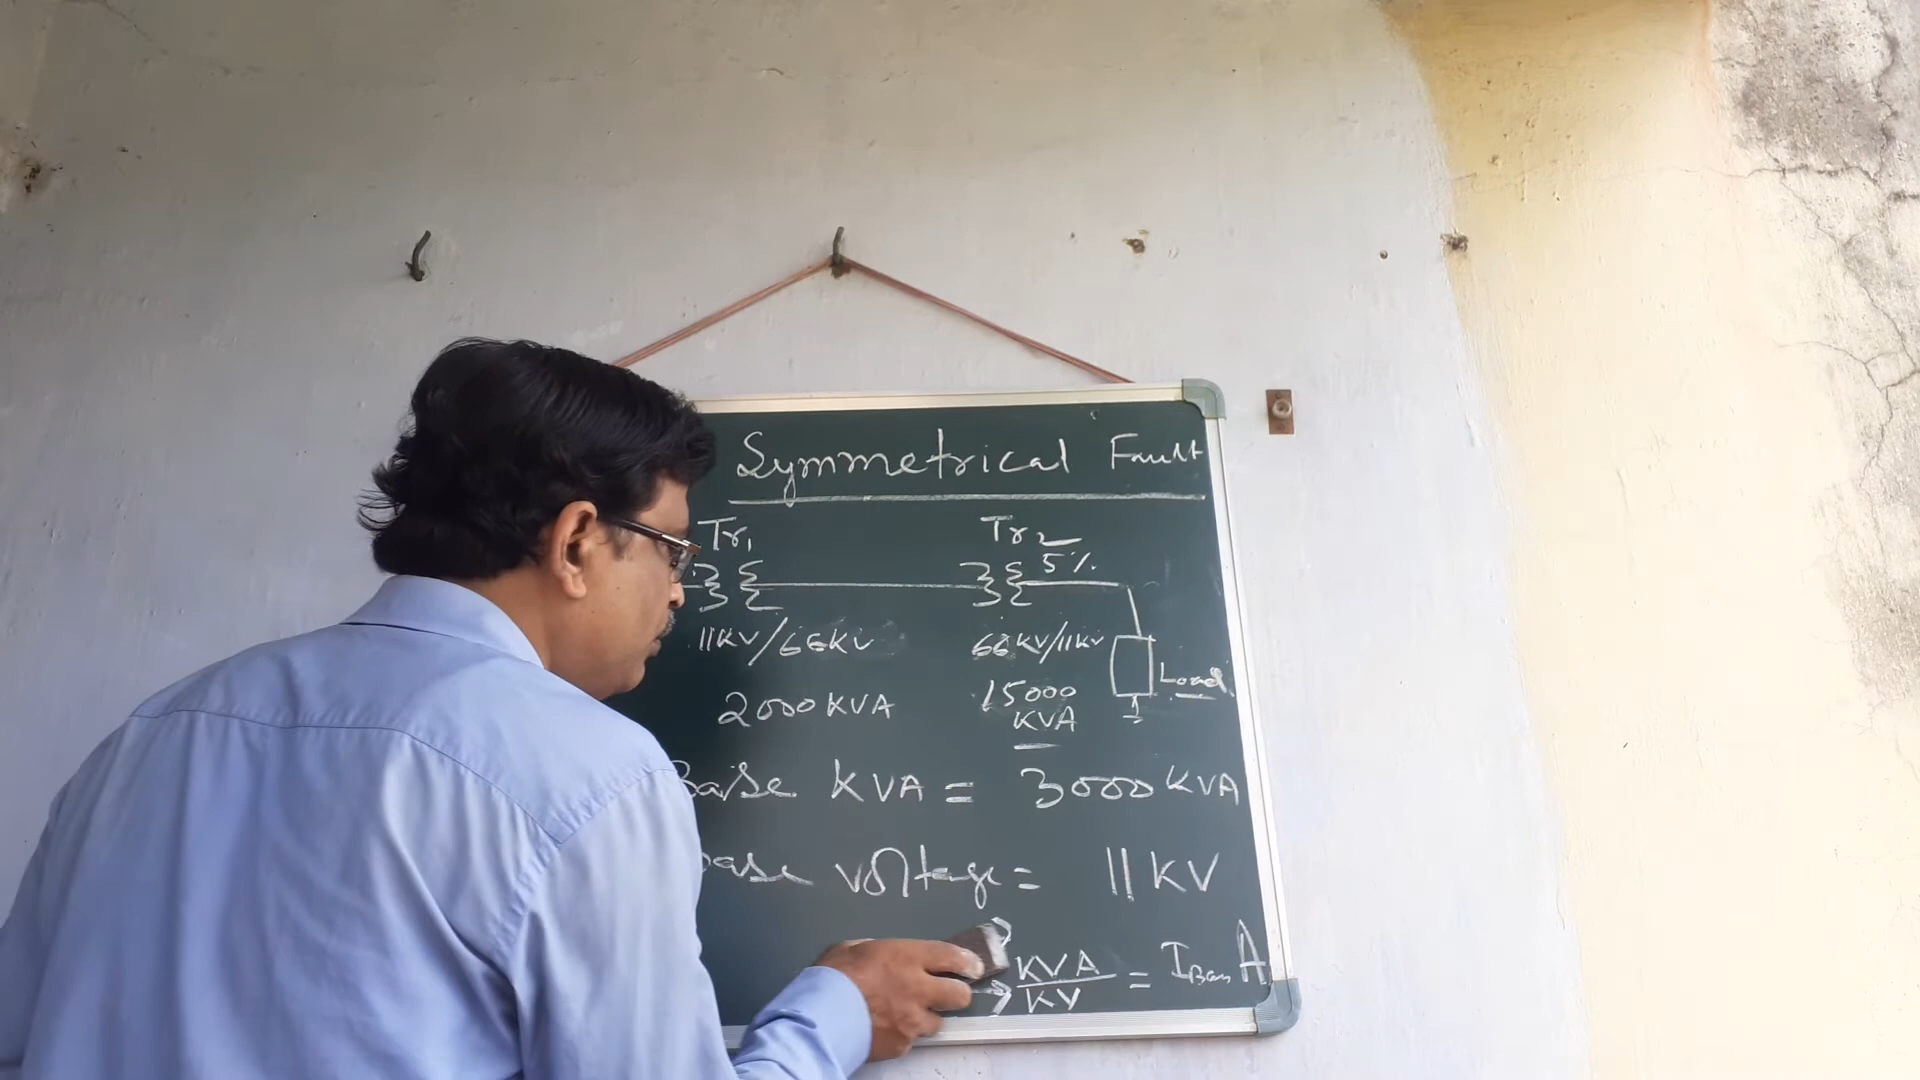 Symmetrical Fault
Tr1 Tr2
5%
11KV/66KV 66KV/11KV
Load
2000KVA 15000
KVA
Base KVA = 3000KVA
Base voltage = 11KV
KVA/KV = IBase A